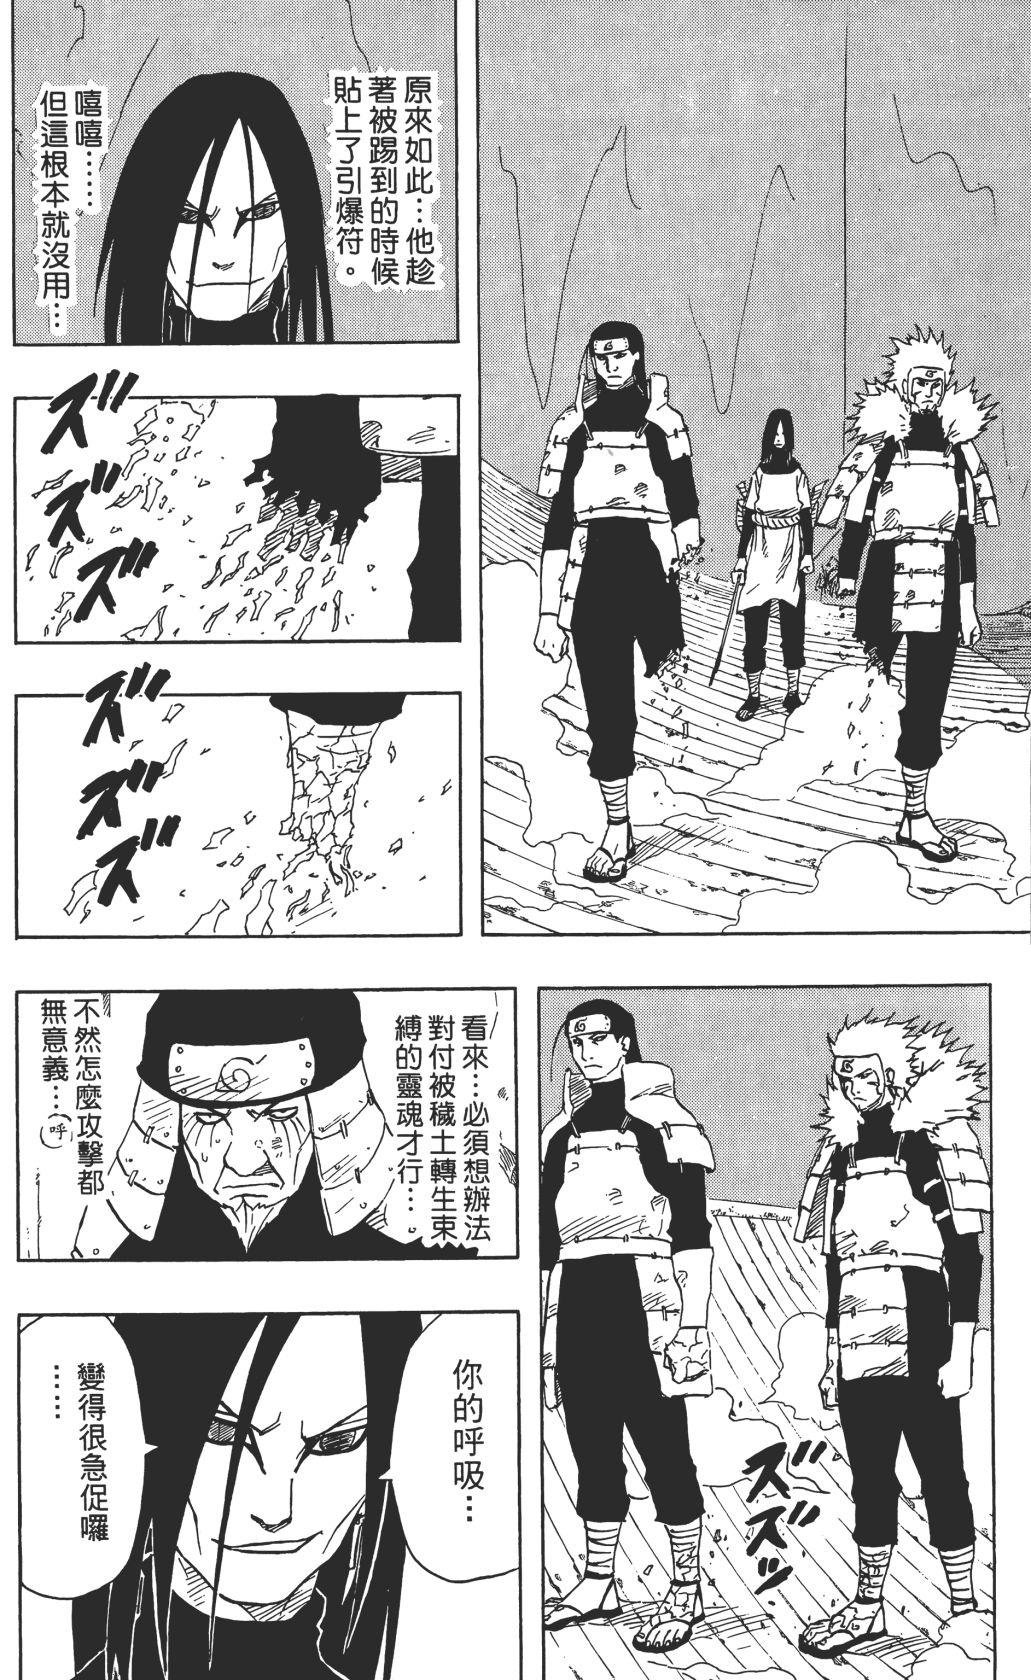 原來如此…他趁
著被踢到的時候
貼上了引爆符。
嘻嘻……
但這根本就沒用…
ズ
ズ
ズ
ズ
ズ
ズ
ズ
ズ
ッ
看來…必須想辦法
對付被穢土轉生束
縛的靈魂才行…。
不然怎麼攻擊都
無意義…。
呼
你的呼吸…
變得很急促囉
……